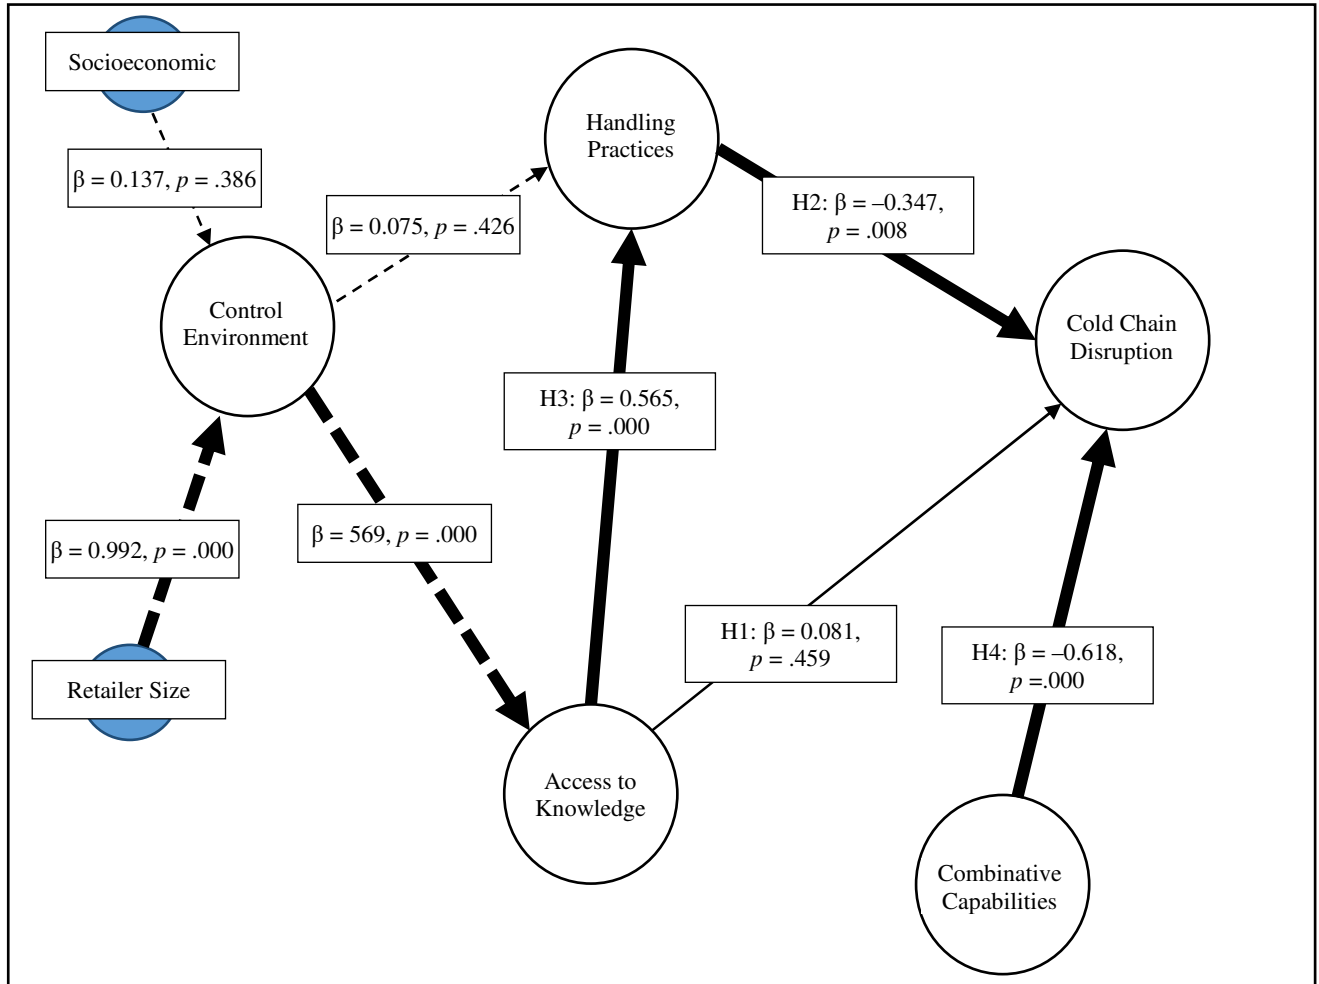 Socioeconomic
β = 0.137, p = .386
Handling
Practices
β = 0.075, p = .426
H2: β = –0.347,
p = .008
Control
Environment
Cold Chain
Disruption
H3: β = 0.565,
p = .000
β = 0.992, p = .000
β = 569, p = .000
H1: β = 0.081,
p = .459
H4: β = –0.618,
p =.000
Retailer Size
Access to
Knowledge
Combinative
Capabilities